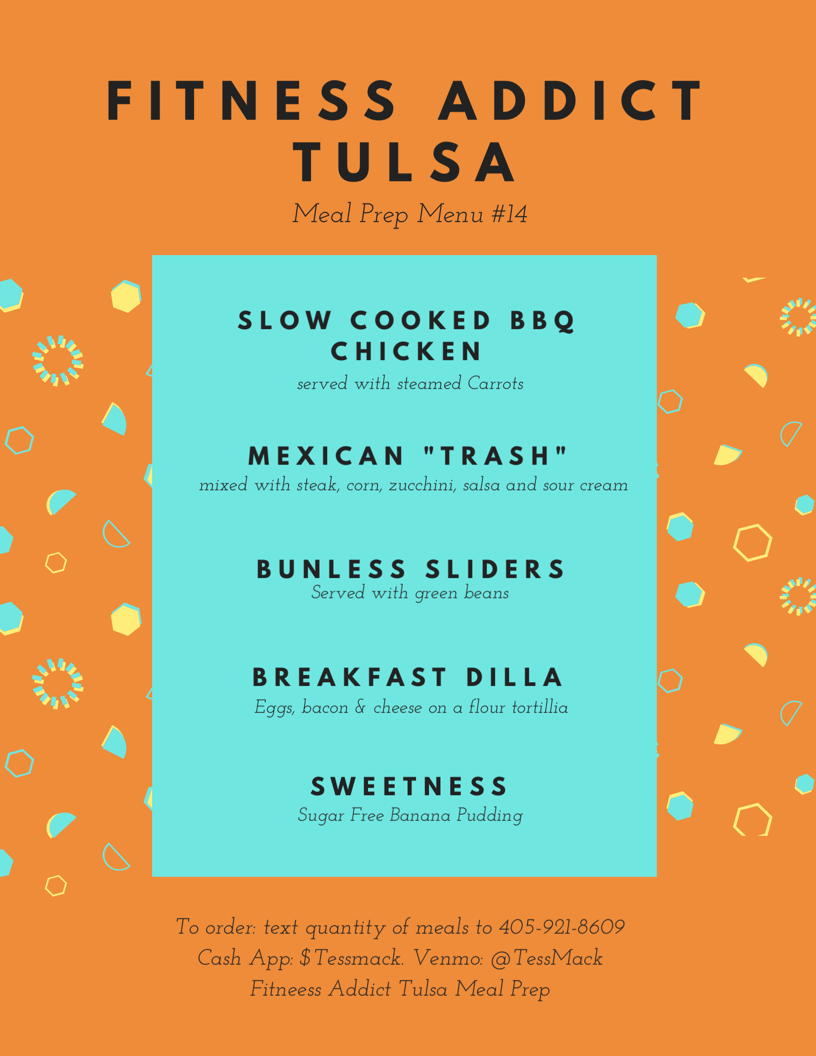 FITNESS ADDICT
TULSA
Meal Prep Menu #14
SLOW COOKED BBQ
CHICKEN
served with steamed Carrots
MEXICAN "TRASH"
mixed with steak, corn, zucchini, salsa and sour cream
BUNLESS SLIDERS
Served with green beans
BREAKFAST DILLA
Eggs, bacon & cheese on a flour tortillia
SWEETNESS
Sugar Free Banana Pudding
To order: text quantity of meals to 405-921-8609
Cash App: $Tessmack. Venmo: @TessMack
Fitneess Addict Tulsa Meal Prep